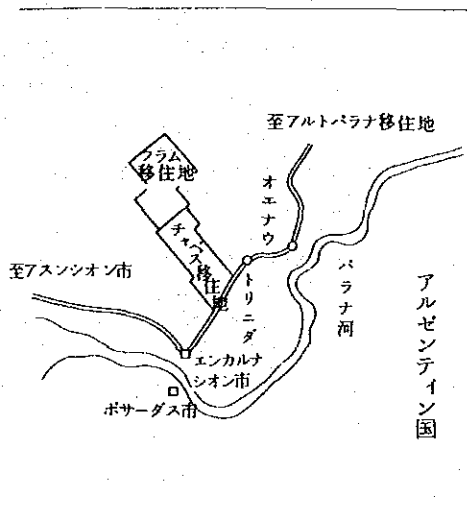 至アルトパラナ移住地
フラム
移住地
オエナウ
チャベス移住地
至アスンシオン市
トリニダ
パラナ河
アルゼンティン国
エンカルナ
シオン市
ポサーダス市